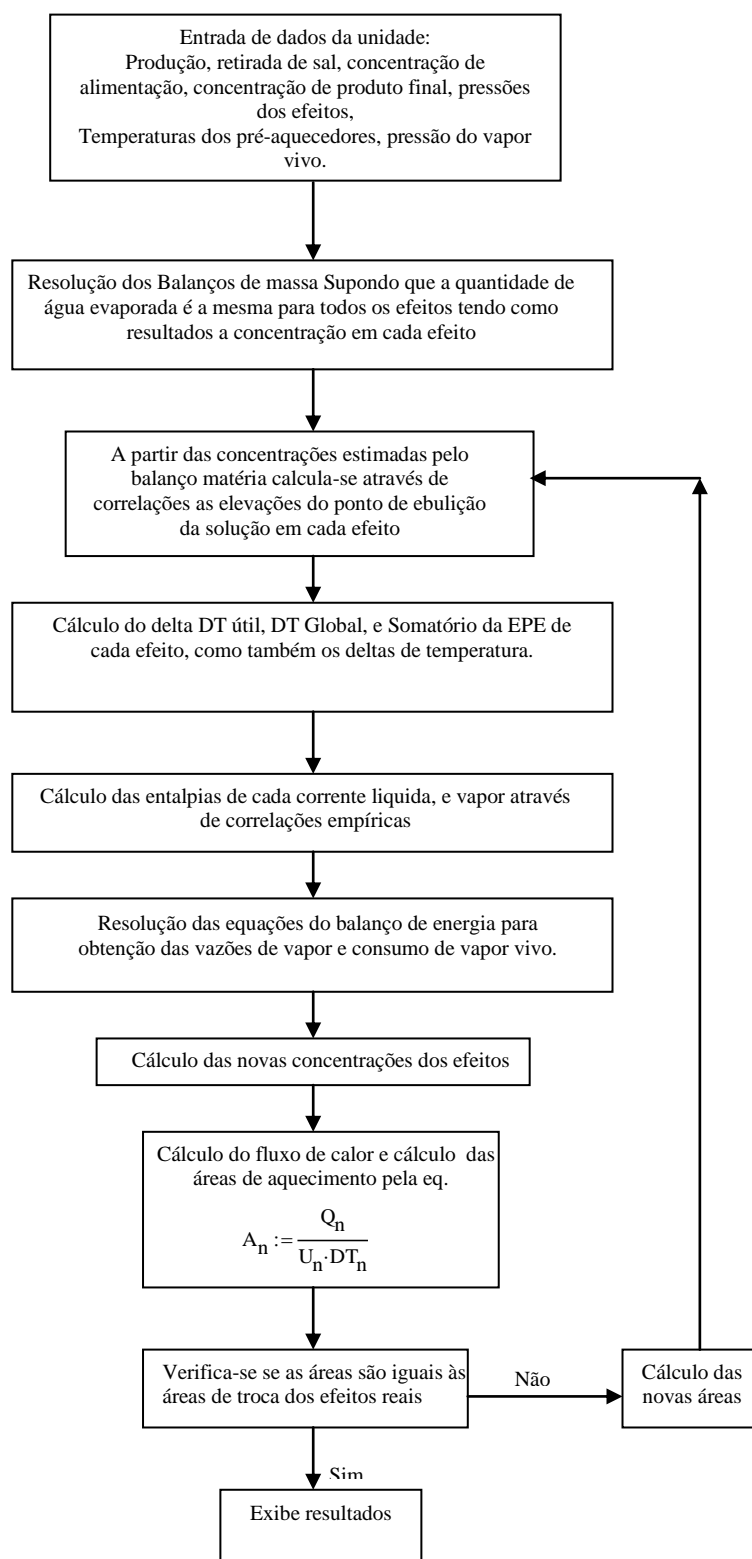 Entrada de dados da unidade:
Produção, retirada de sal, concentração de
alimentação, concentração de produto final, pressões
dos efeitos,
Temperaturas dos pré-aquecedores, pressão do vapor
vivo.
Resolução dos Balanços de massa Supondo que a quantidade de
água evaporada é a mesma para todos os efeitos tendo como
resultados a concentração em cada efeito
A partir das concentrações estimadas pelo
balanço matéria calcula-se através de
correlações as elevações do ponto de ebulição
da solução em cada efeito
Cálculo do delta DT útil, DT Global, e Somatório da EPE de
cada efeito, como também os deltas de temperatura.
Cálculo das entalpias de cada corrente liquida, e vapor através
de correlações empíricas
Resolução das equações do balanço de energia para
obtenção das vazões de vapor e consumo de vapor vivo.
Cálculo das novas concentrações dos efeitos
Cálculo do fluxo de calor e cálculo das
áreas de aquecimento pela eq.
A_n := Q_n / (U_n·DT_n)
Verifica-se se as áreas são iguais às
áreas de troca dos efeitos reais
Não
Cálculo das
novas áreas
Sim
Exibe resultados